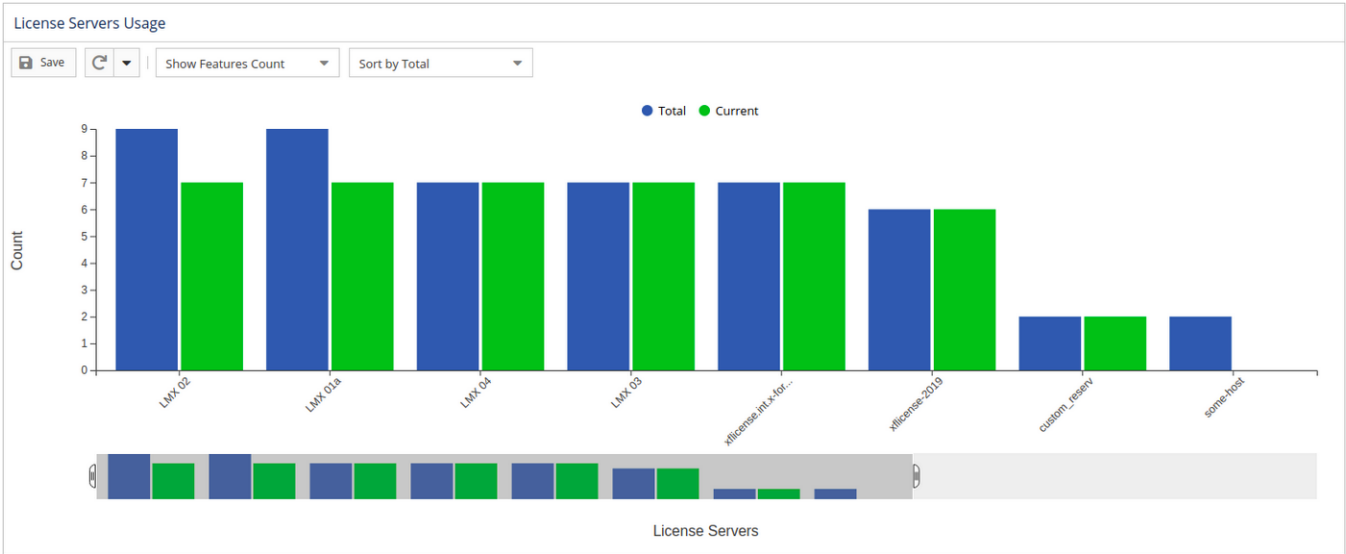 License Servers Usage
Save
Show Features Count
Sort by Total
Total Current
9
8
7
6
5
4
3
2
1
0
Count
LMX 02
LMX 01a
LMX 04
LMX 03
xflicense.int.x-for...
xflicense-2019
custom_reserv
some-host
License Servers